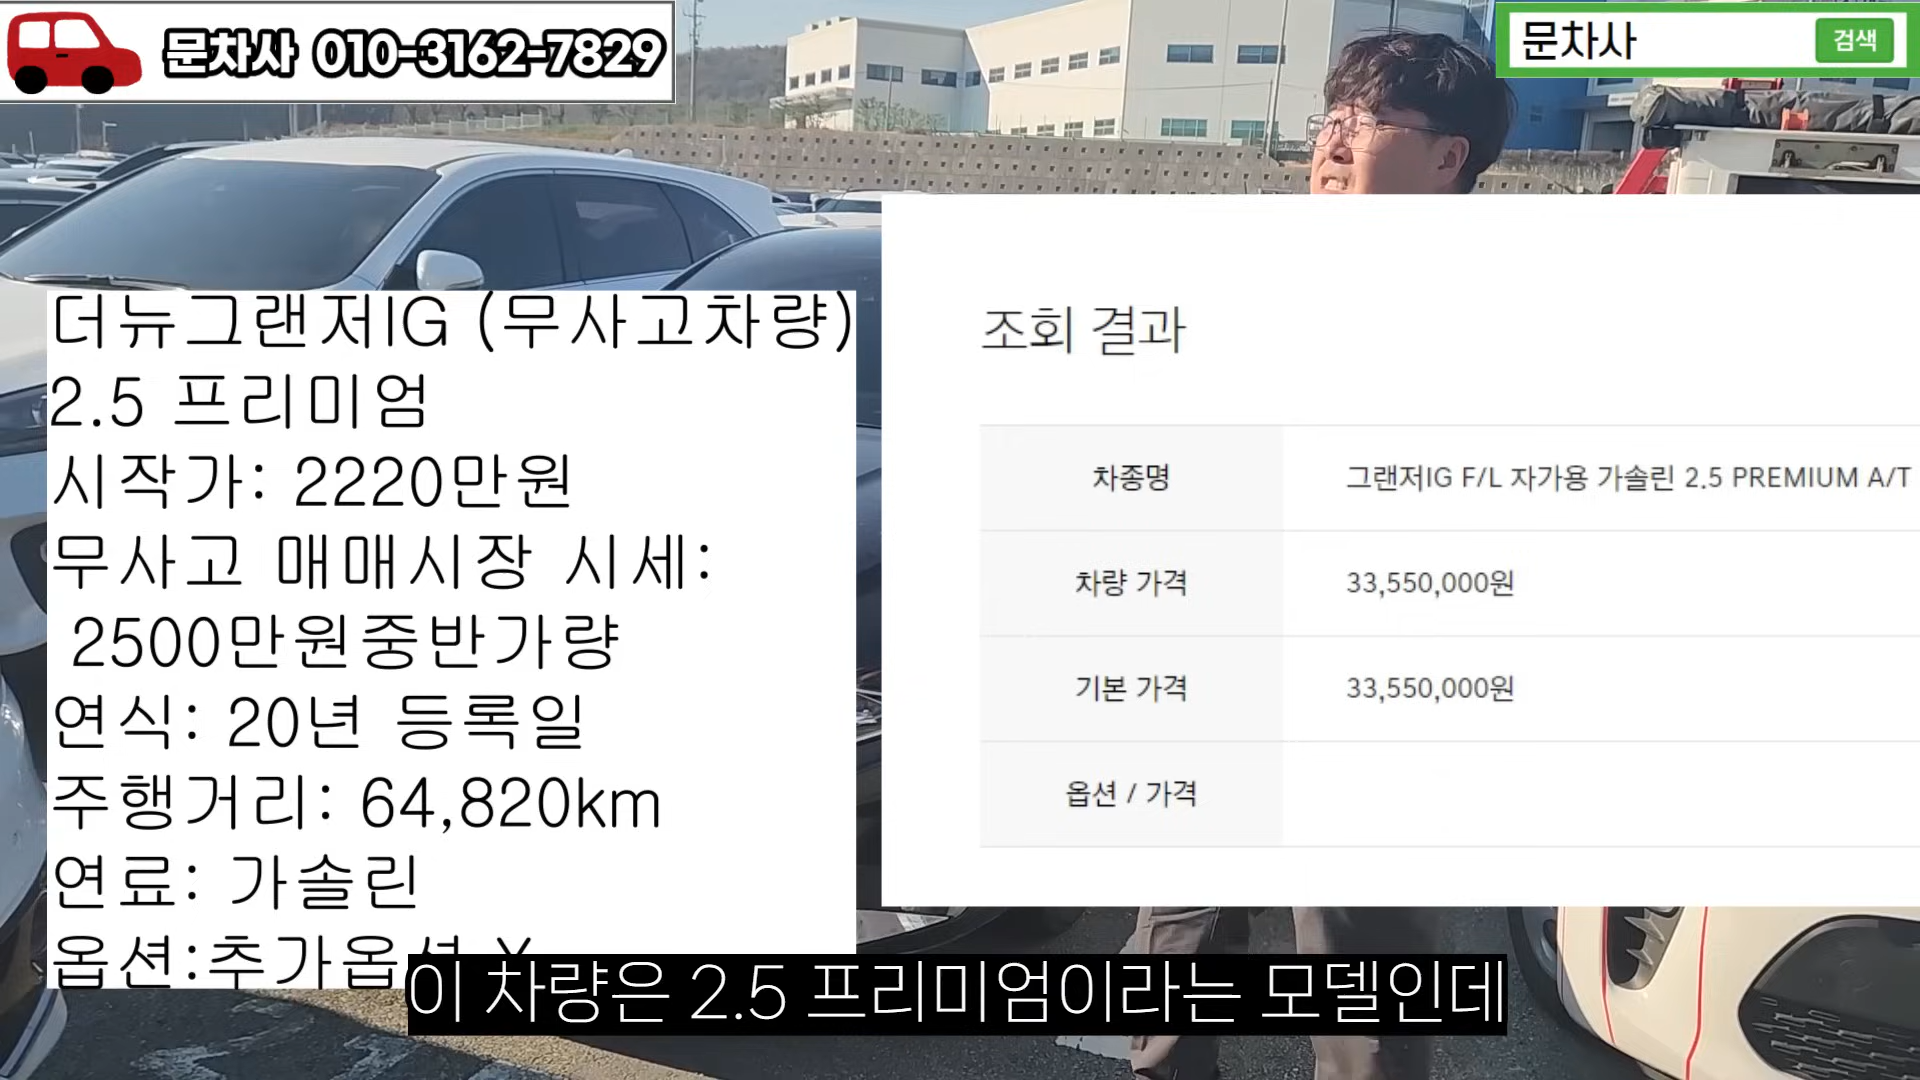 문차사 010-3162-7829
문차사
검색
더뉴그랜저IG (무사고차량)
2.5 프리미엄
시작가: 2220만원
무사고 매매시장 시세:
2500만원중반가량
연식: 20년 등록일
주행거리: 64,820km
연료: 가솔린
옵션:추가옵션 X
조회 결과
차종명 그랜저IG F/L 자가용 가솔린 2.5 PREMIUM A/T
차량 가격 33,550,000원
기본 가격 33,550,000원
옵션 / 가격
이 차량은 2.5 프리미엄이라는 모델인데